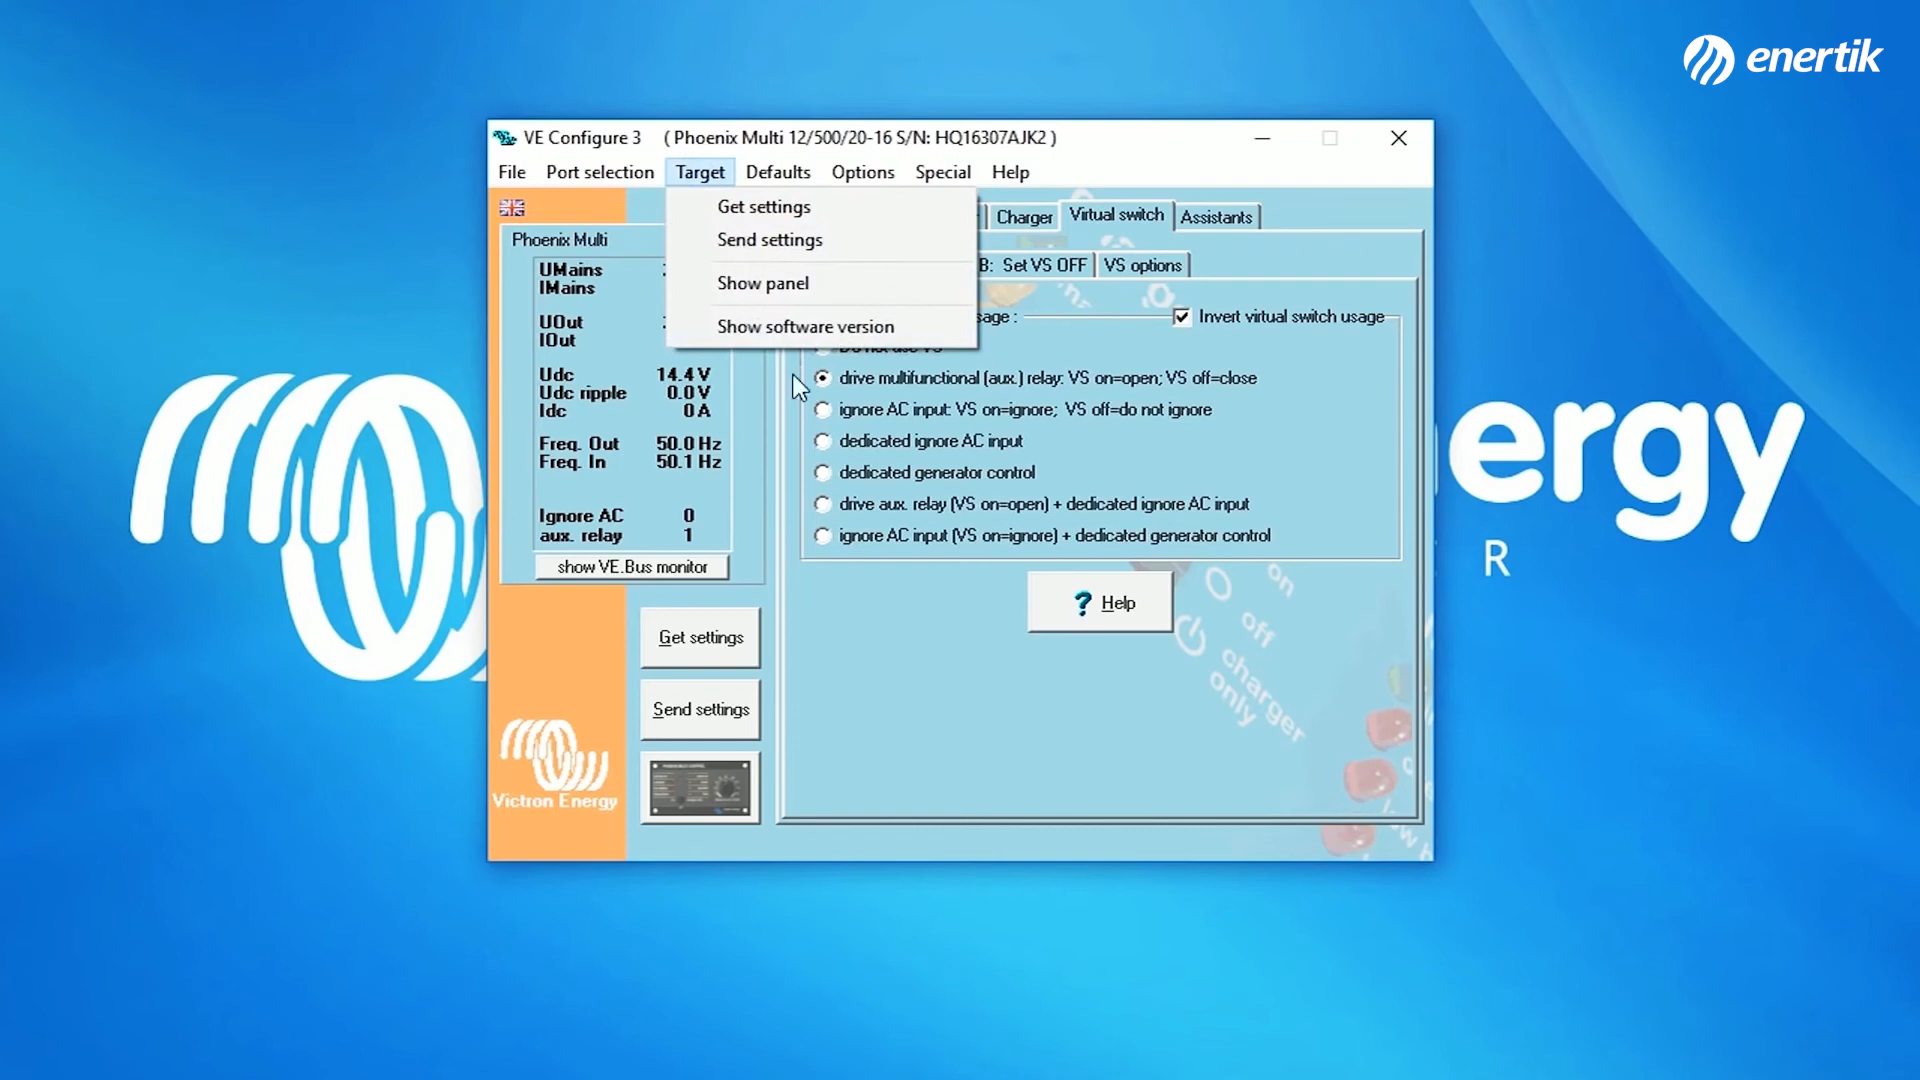 enertik
VE Configure 3 ( Phoenix Multi 12/500/20-16 S/N: HQ16307AJK2 )
File Port selection Target Defaults Options Special Help
Get settings
Send settings
Show panel
Show software version
Charger Virtual switch Assistants
B: Set VS OFF VS options
Phoenix Multi
UMains
IMains
UOut
IOut
Udc 14.4 V
Udc ripple 0.0 V
Idc 0 A
Freq. Out 50.0 Hz
Freq. In 50.1 Hz
Ignore AC 0
aux. relay 1
show VE.Bus monitor
sage :
Invert virtual switch usage
drive multifunctional (aux.) relay: VS on=open; VS off=close
ignore AC input: VS on=ignore; VS off=do not ignore
dedicated ignore AC input
dedicated generator control
drive aux. relay (VS on=open) + dedicated ignore AC input
ignore AC input (VS on=ignore) + dedicated generator control
? Help
Get settings
Send settings
Victron Energy
on
off
charger
only
ergy
R